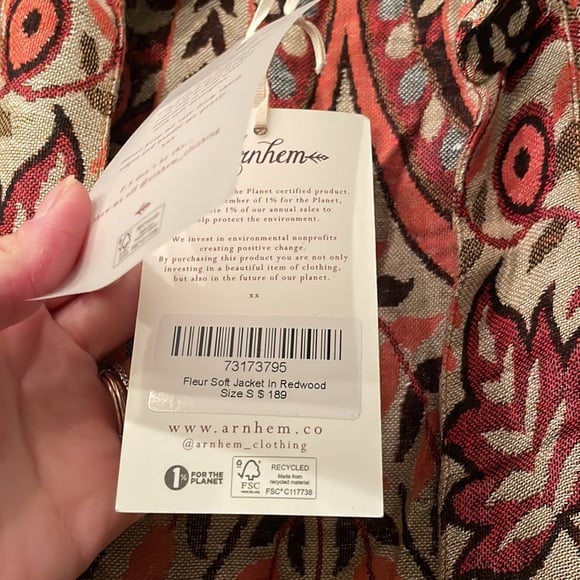 arnhem
the Planet certified product.
member of 1% for the Planet,
1% of our annual sales to
help protect the environment.
We invest in environmental nonprofits
creating positive change.
By purchasing this product you are not only
investing in a beautiful item of clothing,
but also in the future of our planet.
xx
73173795
Fleur Soft Jacket In Redwood
Size S $ 189
www.arnhem.co
@arnhem_clothing
1%
FOR THE
PLANET
FSC
RECYCLED
Made from
recycled material
FSC® C117738